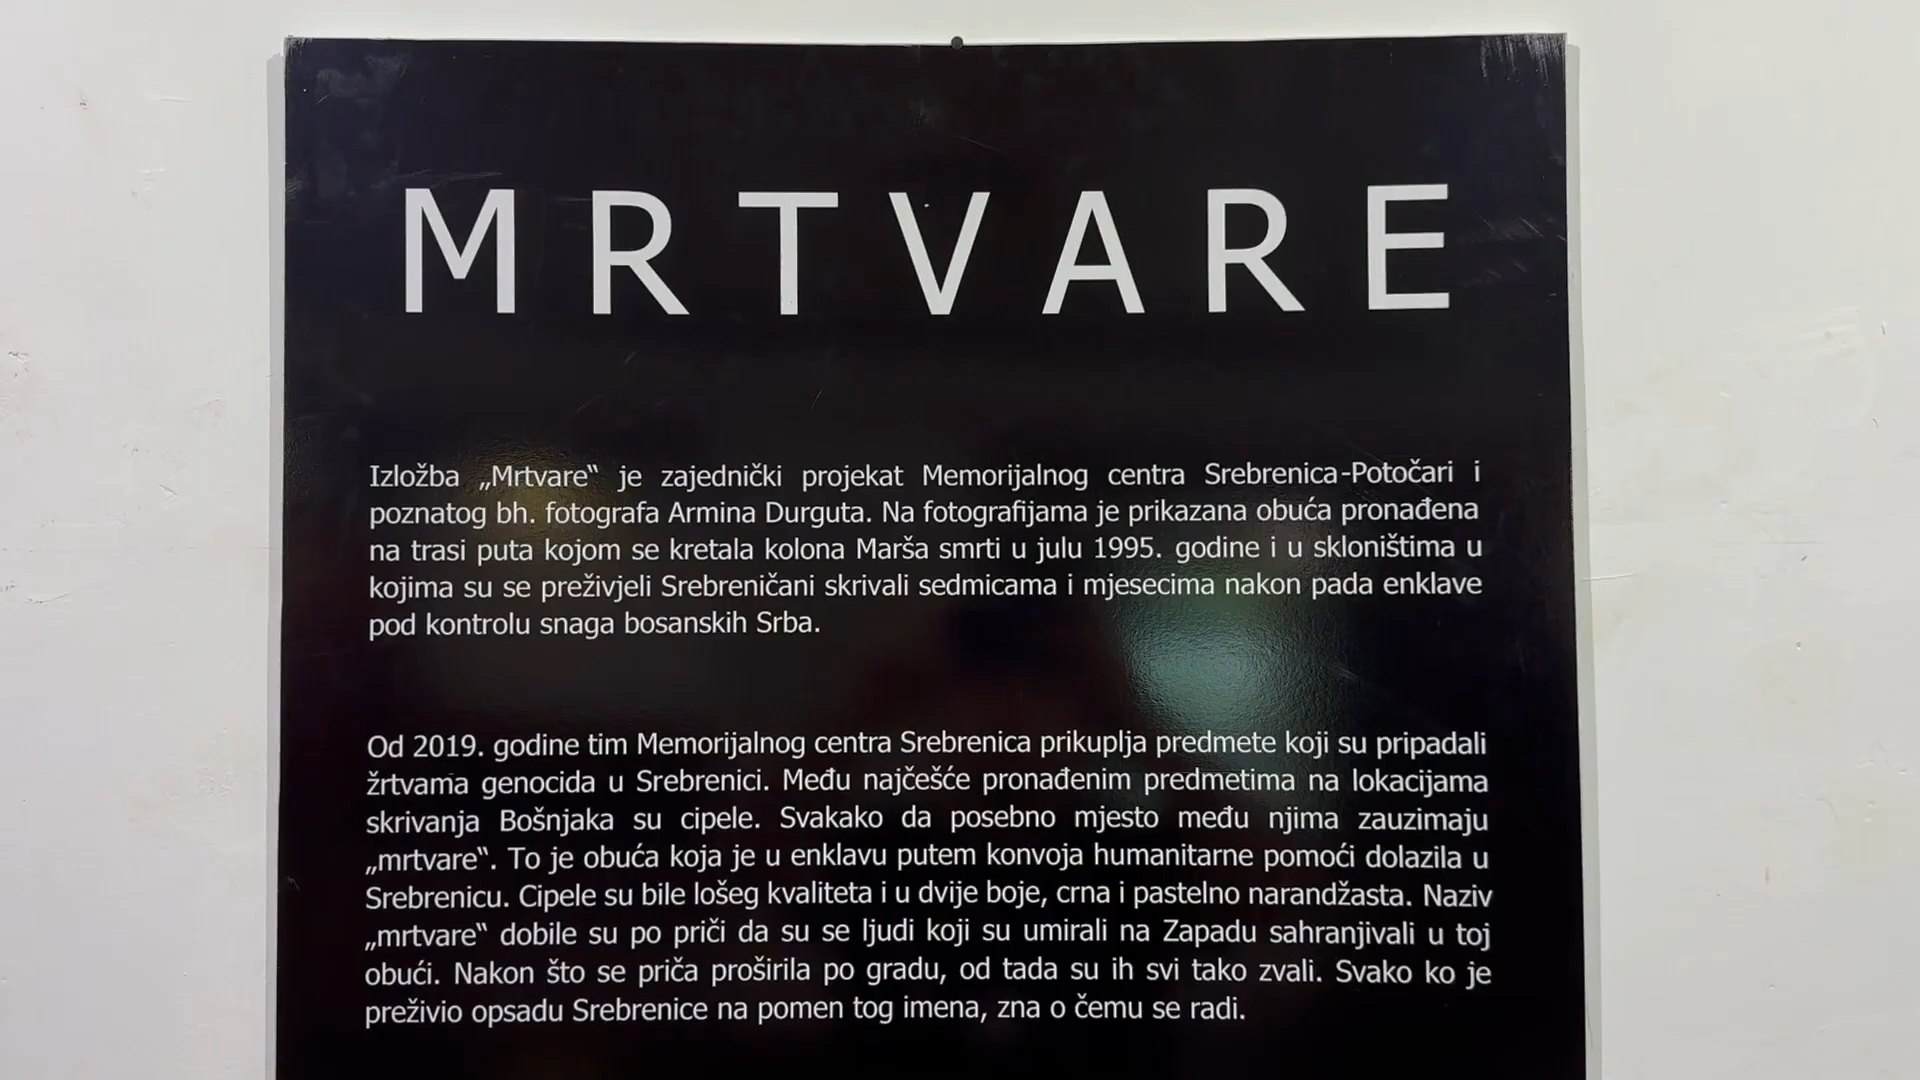 MRTVARE
Izložba „Mrtvare“ je zajednički projekat Memorijalnog centra Srebrenica-Potočari i
poznatog bh. fotografa Armina Durguta. Na fotografijama je prikazana obuća pronađena
na trasi puta kojom se kretala kolona Marša smrti u julu 1995. godine i u skloništima u
kojima su se preživjeli Srebreničani skrivali sedmicama i mjesecima nakon pada enklave
pod kontrolu snaga bosanskih Srba.
Od 2019. godine tim Memorijalnog centra Srebrenica prikuplja predmete koji su pripadali
žrtvama genocida u Srebrenici. Među najčešće pronađenim predmetima na lokacijama
skrivanja Bošnjaka su cipele. Svakako da posebno mjesto među njima zauzimaju
„mrtvare“. To je obuća koja je u enklavu putem konvoja humanitarne pomoći dolazila u
Srebrenicu. Cipele su bile lošeg kvaliteta i u dvije boje, crna i pastelno narandžasta. Naziv
„mrtvare“ dobile su po priči da su se ljudi koji su umirali na Zapadu sahranjivali u toj
obući. Nakon što se priča proširila po gradu, od tada su ih svi tako zvali. Svako ko je
preživio opsadu Srebrenice na pomen tog imena, zna o čemu se radi.